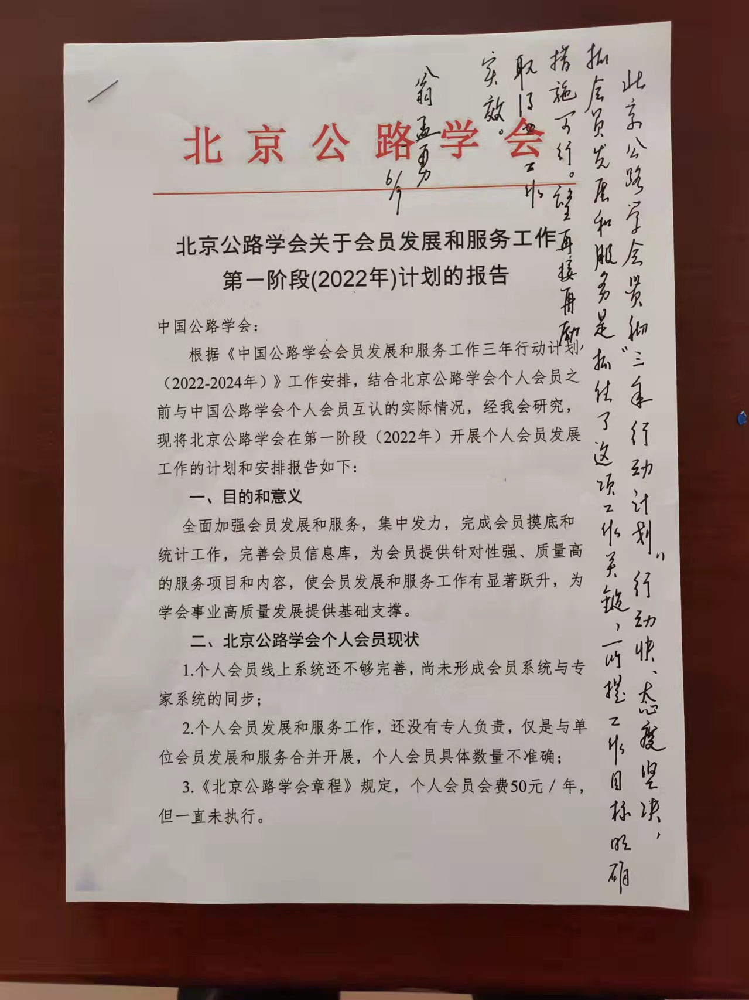 北京公路学会贯彻“三年行动计划”行动快、态度坚决，
抓会员发展和服务是抓住了这项工作关键，所提工作目标明确
措施可行。望再接再励，
取得工作
实效。
翁孟勇
6/9
北京公路学会
北京公路学会关于会员发展和服务工作
第一阶段(2022年)计划的报告
中国公路学会：
根据《中国公路学会会员发展和服务工作三年行动计划
（2022-2024年）》工作安排，结合北京公路学会个人会员之
前与中国公路学会个人会员互认的实际情况，经我会研究，
现将北京公路学会在第一阶段（2022年）开展个人会员发展
工作的计划和安排报告如下：
一、目的和意义
全面加强会员发展和服务，集中发力，完成会员摸底和
统计工作，完善会员信息库，为会员提供针对性强、质量高
的服务项目和内容，使会员发展和服务工作有显著跃升，为
学会事业高质量发展提供基础支撑。
二、北京公路学会个人会员现状
1.个人会员线上系统还不够完善，尚未形成会员系统与专
家系统的同步；
2.个人会员发展和服务工作，还没有专人负责，仅是与单
位会员发展和服务合并开展，个人会员具体数量不准确；
3.《北京公路学会章程》规定，个人会员会费50元／年，
但一直未执行。